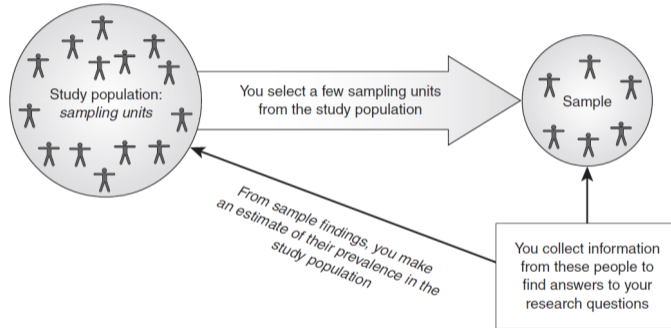 Study population:
sampling units
You select a few sampling units
from the study population
Sample
From sample findings, you make
an estimate of their prevalence in the
study population
You collect information
from these people to
find answers to your
research questions